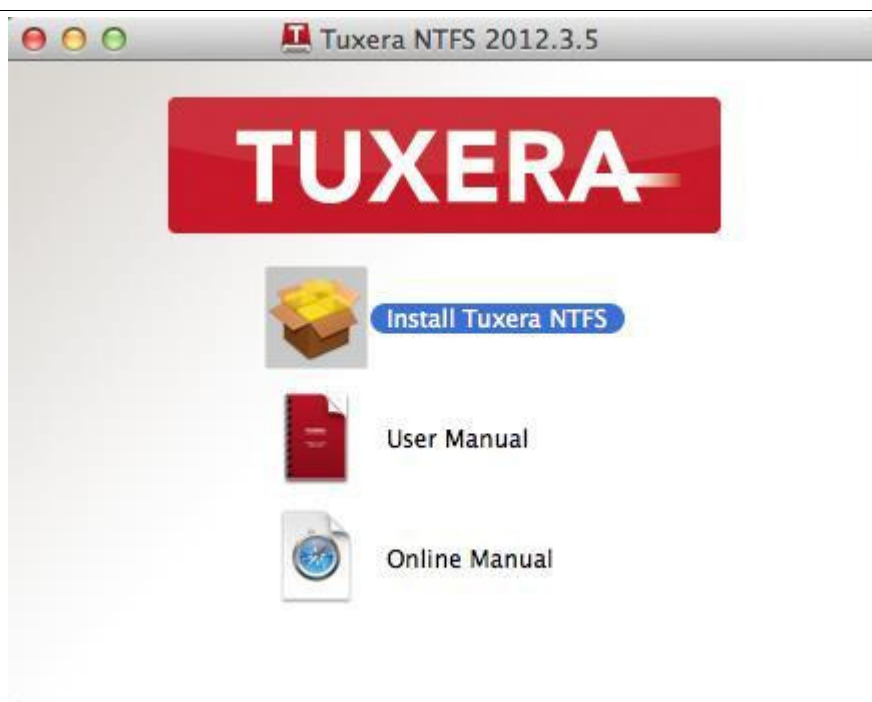 Tuxera NTFS 2012.3.5
TUXERA
Install Tuxera NTFS
User Manual
Online Manual